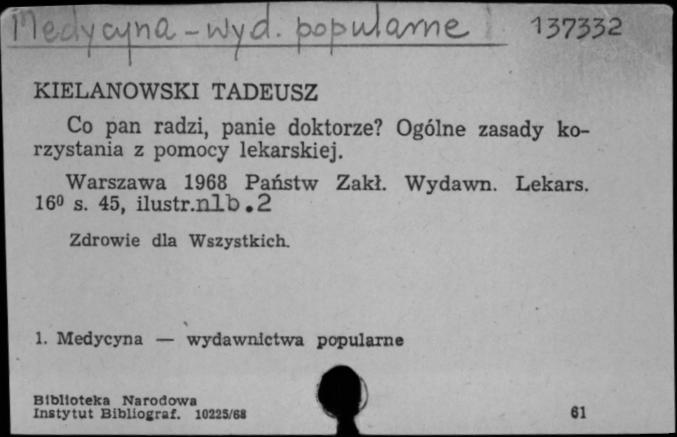 Medycyna - wyd. popularne 137332
KIELANOWSKI TADEUSZ
Co pan radzi, panie doktorze? Ogólne zasady ko-
rzystania z pomocy lekarskiej.
Warszawa 1968 Państw Zakł. Wydawn. Lekars.
16⁰ s. 45, ilustr.nlb.2
Zdrowie dla Wszystkich.
1. Medycyna — wydawnictwa popularne
Biblioteka Narodowa
Instytut Bibliograf. 10225/68 61